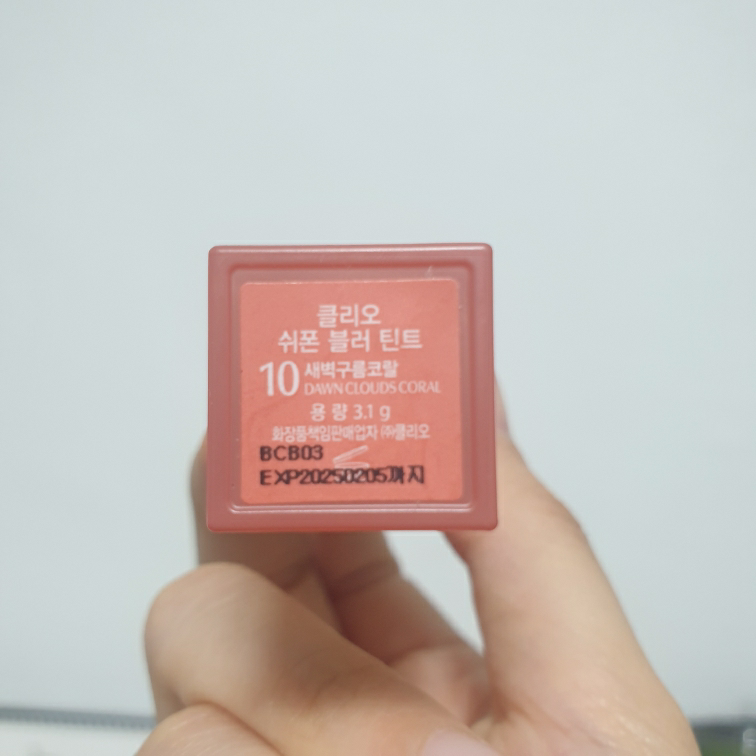 클리오
쉬폰 블러 틴트
10 새벽구름코랄
DAWN CLOUDS CORAL
용 량 3.1 g
화장품책임판매업자 ㈜클리오
BCB03
EXP20250205까지